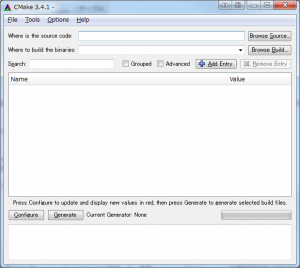 CMake 3.4.1 -
File Tools Options Help
Where is the source code: Browse Source...
Where to build the binaries: Browse Build...
Search: Grouped Advanced Add Entry Remove Entry
Name Value
Press Configure to update and display new values in red, then press Generate to generate selected build files.
Configure Generate Current Generator: None